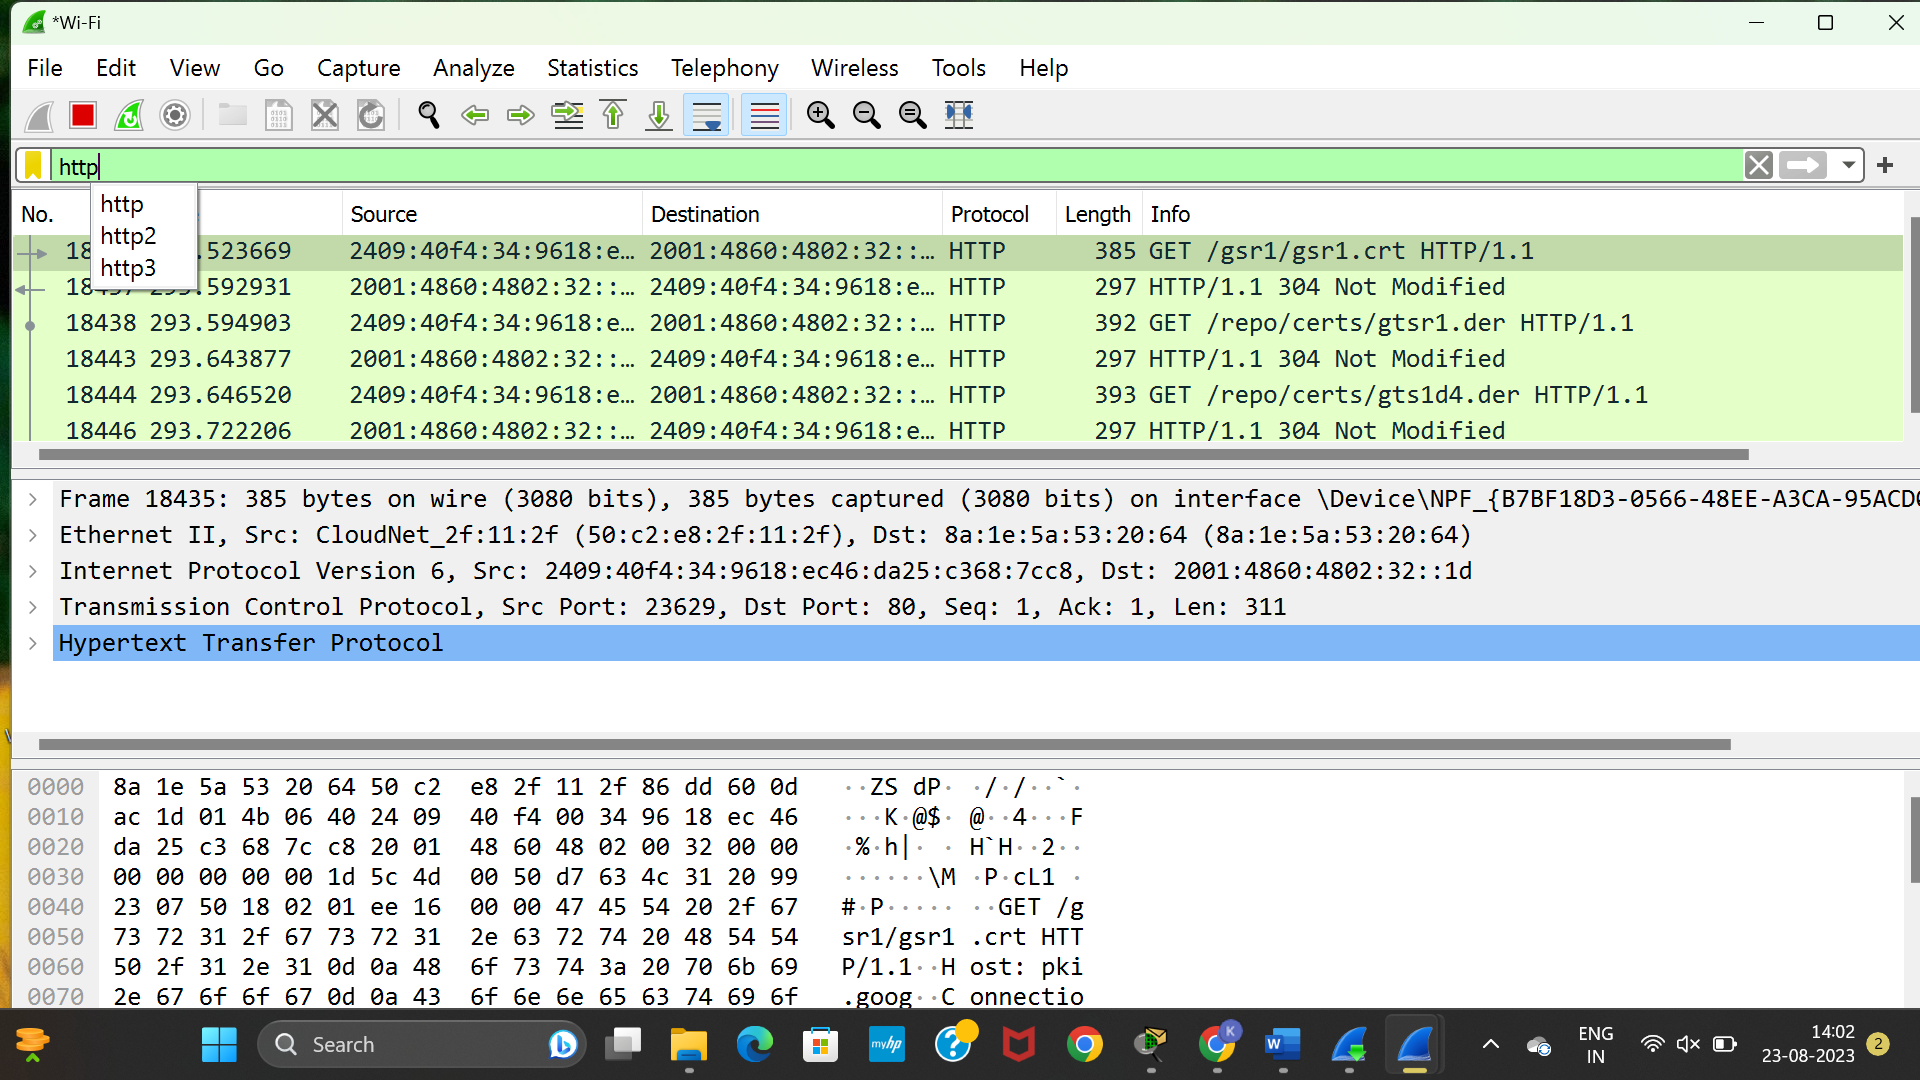 *Wi-Fi
File Edit View Go Capture Analyze Statistics Telephony Wireless Tools Help
http
http
http2
http3
No. Source Destination Protocol Length Info
.523669 2409:40f4:34:9618:e… 2001:4860:4802:32::… HTTP 385 GET /gsr1/gsr1.crt HTTP/1.1
.592931 2001:4860:4802:32::… 2409:40f4:34:9618:e… HTTP 297 HTTP/1.1 304 Not Modified
18438 293.594903 2409:40f4:34:9618:e… 2001:4860:4802:32::… HTTP 392 GET /repo/certs/gtsr1.der HTTP/1.1
18443 293.643877 2001:4860:4802:32::… 2409:40f4:34:9618:e… HTTP 297 HTTP/1.1 304 Not Modified
18444 293.646520 2409:40f4:34:9618:e… 2001:4860:4802:32::… HTTP 393 GET /repo/certs/gts1d4.der HTTP/1.1
18446 293.722206 2001:4860:4802:32::… 2409:40f4:34:9618:e… HTTP 297 HTTP/1.1 304 Not Modified
Frame 18435: 385 bytes on wire (3080 bits), 385 bytes captured (3080 bits) on interface \Device\NPF_{B7BF18D3-0566-48EE-A3CA-95ACD
Ethernet II, Src: CloudNet_2f:11:2f (50:c2:e8:2f:11:2f), Dst: 8a:1e:5a:53:20:64 (8a:1e:5a:53:20:64)
Internet Protocol Version 6, Src: 2409:40f4:34:9618:ec46:da25:c368:7cc8, Dst: 2001:4860:4802:32::1d
Transmission Control Protocol, Src Port: 23629, Dst Port: 80, Seq: 1, Ack: 1, Len: 311
Hypertext Transfer Protocol
0000 8a 1e 5a 53 20 64 50 c2 e8 2f 11 2f 86 dd 60 0d ··ZS dP· ·/·/··`·
0010 ac 1d 01 4b 06 40 24 09 40 f4 00 34 96 18 ec 46 ···K·@$· @··4···F
0020 da 25 c3 68 7c c8 20 01 48 60 48 02 00 32 00 00 ·%·h|· · H`H··2··
0030 00 00 00 00 00 1d 5c 4d 00 50 d7 63 4c 31 20 99 ······\M ·P·cL1 ·
0040 23 07 50 18 02 01 ee 16 00 00 47 45 54 20 2f 67 #·P····· ··GET /g
0050 73 72 31 2f 67 73 72 31 2e 63 72 74 20 48 54 54 sr1/gsr1 .crt HTT
0060 50 2f 31 2e 31 0d 0a 48 6f 73 74 3a 20 70 6b 69 P/1.1··H ost: pki
0070 2e 67 6f 6f 67 0d 0a 43 6f 6e 6e 65 63 74 69 6f .goog··C onnectio
Search myhp K W ENG 14:02 2
IN 23-08-2023